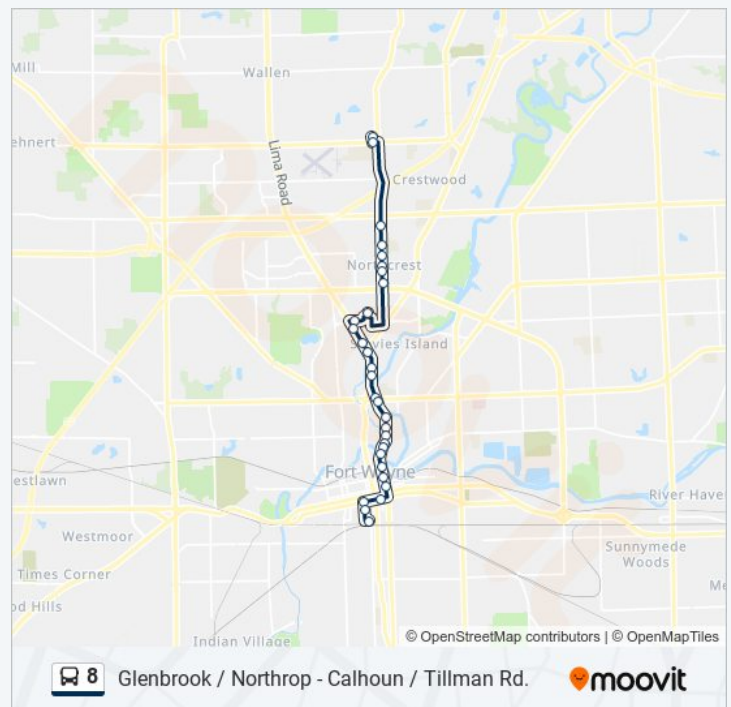 Mill
Wallen
ehnert
Lima Road
Crestwood
Northcrest
Stevies Island
Fort Wayne
estlawn
River Have
Westmoor
Sunnymede
Woods
Times Corner
Me
od Hills
Indian Village
© OpenStreetMap contributors | © OpenMapTiles
8 Glenbrook / Northrop - Calhoun / Tillman Rd.
moovit